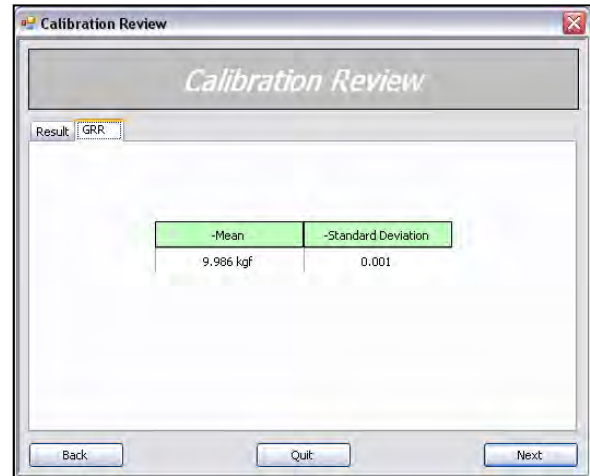 Calibration Review
Calibration Review
Result GRR
-Mean -Standard Deviation
9.986 kgf 0.001
Back Quit Next